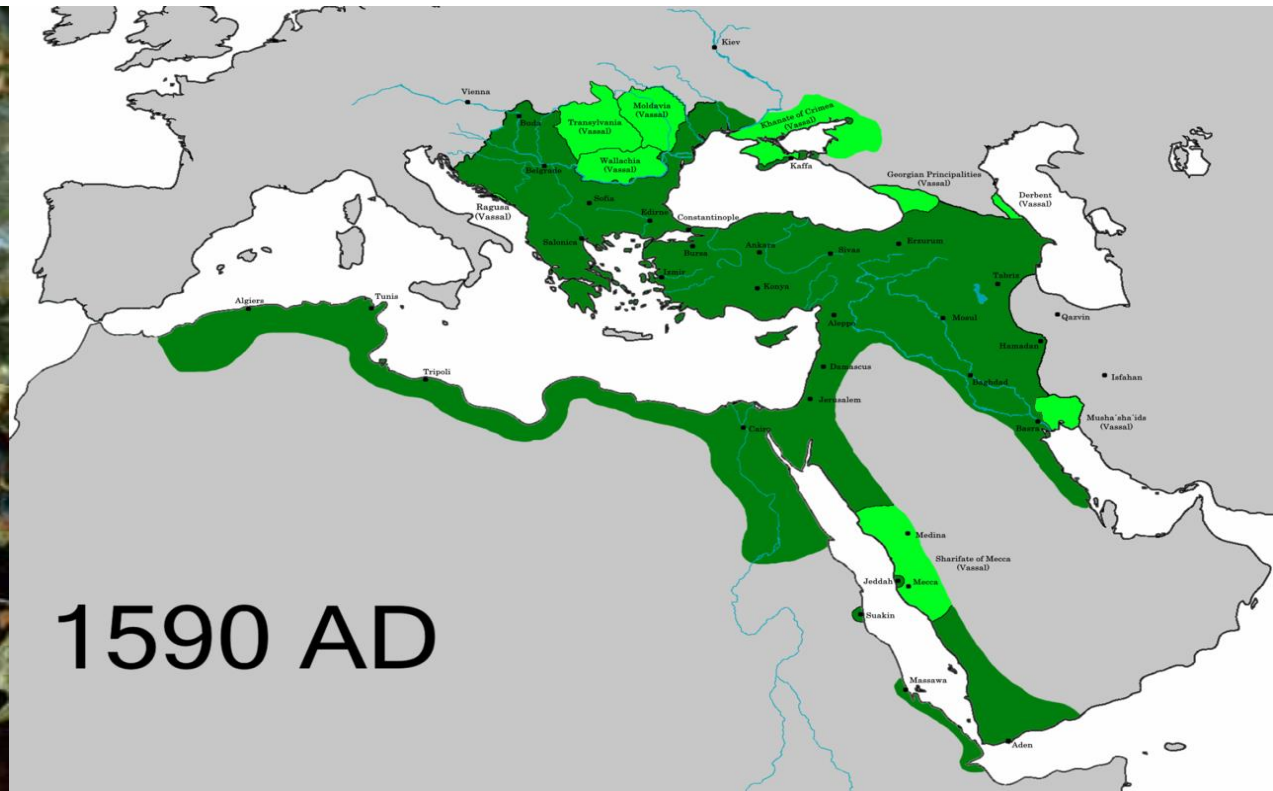 Kiev
Vienna
Buda
Transylvania
(Vassal)
Moldavia
(Vassal)
Khanate of Crimea
(Vassal)
Wallachia
(Vassal)
Belgrade
Kaffa
Georgian Principalities
(Vassal)
Derbent
(Vassal)
Ragusa
(Vassal)
Sofia
Edirne
Constantinople
Salonica
Bursa
Ankara
Sivas
Erzurum
Izmir
Konya
Tabriz
Algiers
Tunis
Aleppo
Mosul
Qazvin
Hamadan
Tripoli
Damascus
Baghdad
Isfahan
Jerusalem
Musha'sha'ids
(Vassal)
Cairo
Basra
Medina
Sharifate of Mecca
(Vassal)
Jeddah
Mecca
Suakin
1590 AD
Massawa
Aden